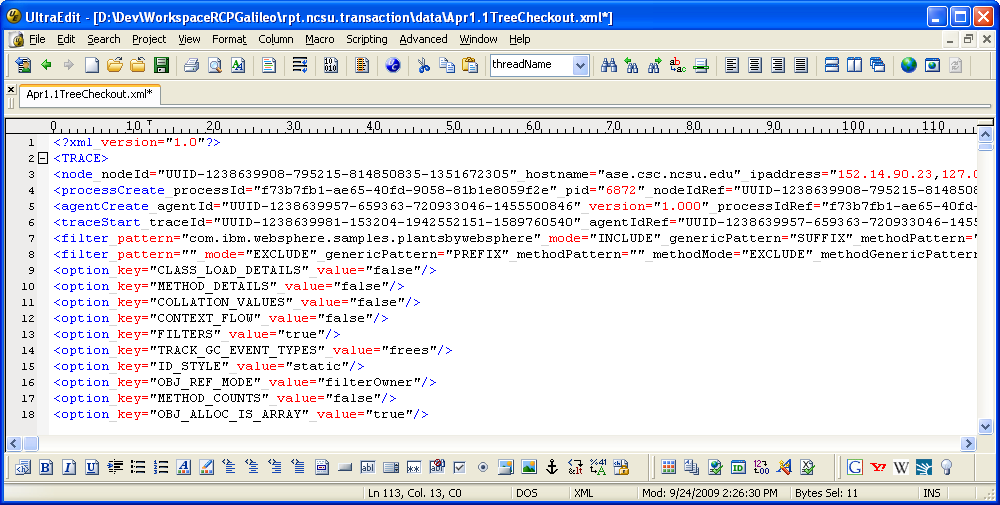 UltraEdit - [D:\Dev\WorkspaceRCPGalileo\rpt.ncsu.transaction\data\Apr1.1TreeCheckout.xml*]
File Edit Search Project View Format Column Macro Scripting Advanced Window Help
threadName
Apr1.1TreeCheckout.xml*
0 10 20 30 40 50 60 70 80 90 100 110
1 <?xml version="1.0"?>
2 <TRACE>
3 <node nodeId="UUID-1238639908-795215-814850835-1351672305" hostname="ase.csc.ncsu.edu" ipaddress="152.14.90.23,127.0
4 <processCreate processId="f73b7fb1-ae65-40fd-9058-81b1e8059f2e" pid="6872" nodeIdRef="UUID-1238639908-795215-814850
5 <agentCreate agentId="UUID-1238639957-659363-720933046-1455500846" version="1.000" processIdRef="f73b7fb1-ae65-40fd-
6 <traceStart traceId="UUID-1238639981-153204-1942552151-1589760540" agentIdRef="UUID-1238639957-659363-720933046-1455
7 <filter pattern="com.ibm.websphere.samples.plantsbywebsphere" mode="INCLUDE" genericPattern="SUFFIX" methodPattern="
8 <filter pattern="" mode="EXCLUDE" genericPattern="PREFIX" methodPattern="" methodMode="EXCLUDE" methodGenericPattern
9 <option key="CLASS_LOAD_DETAILS" value="false"/>
10 <option key="METHOD_DETAILS" value="false"/>
11 <option key="COLLATION_VALUES" value="false"/>
12 <option key="CONTEXT_FLOW" value="false"/>
13 <option key="FILTERS" value="true"/>
14 <option key="TRACK_GC_EVENT_TYPES" value="frees"/>
15 <option key="ID_STYLE" value="static"/>
16 <option key="OBJ_REF_MODE" value="filterOwner"/>
17 <option key="METHOD_COUNTS" value="false"/>
18 <option key="OBJ_ALLOC_IS_ARRAY" value="true"/>
Ln 113, Col. 13, C0 DOS XML Mod: 9/24/2009 2:26:30 PM Bytes Sel: 11 INS